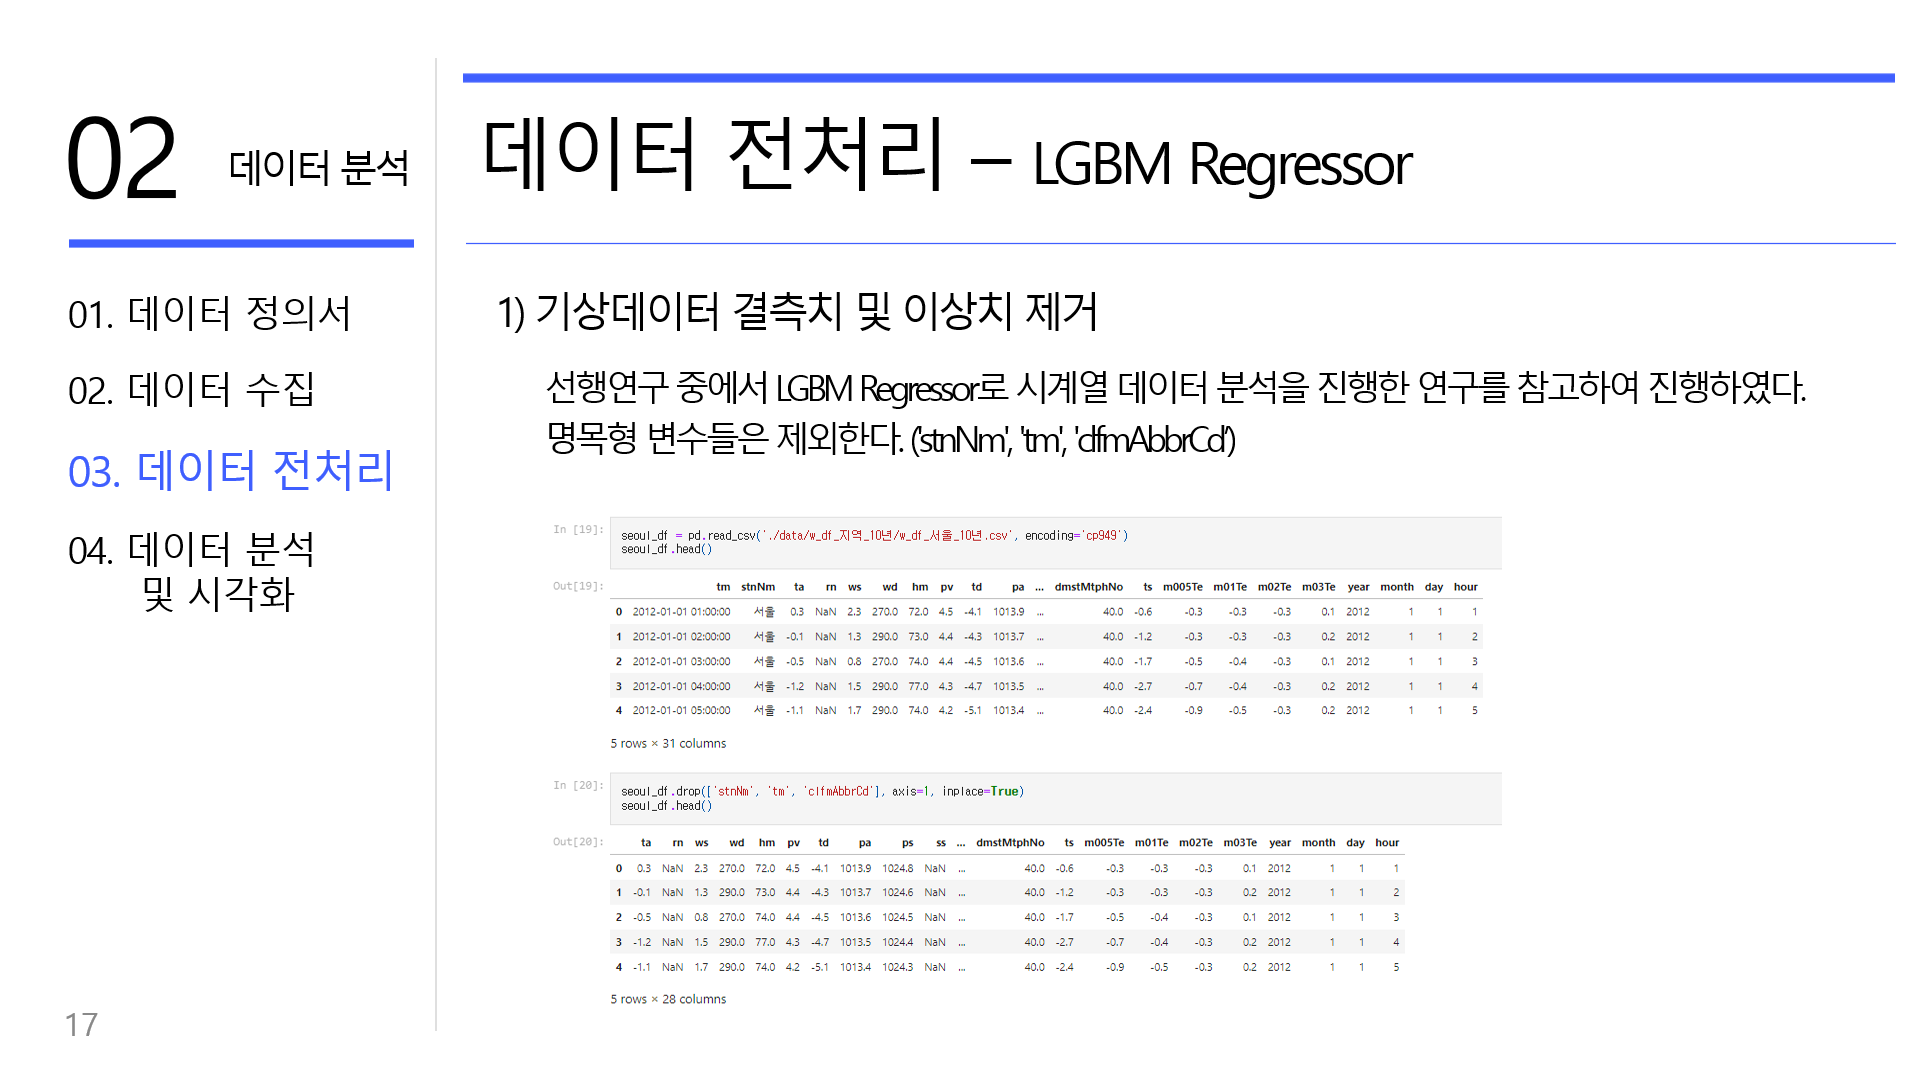 02 데이터 분석
01. 데이터 정의서
02. 데이터 수집
03. 데이터 전처리
04. 데이터 분석
및 시각화
17
데이터 전처리 – LGBM Regressor
1) 기상데이터 결측치 및 이상치 제거
선행연구 중에서 LGBM Regressor로 시계열 데이터 분석을 진행한 연구를 참고하여 진행하였다.
명목형 변수들은 제외한다. ('stnNm', 'tm', 'clfmAbbrCd')
In [19]: seoul_df = pd.read_csv('./data/w_df_지역_10년/w_df_서울_10년.csv', encoding='cp949')
seoul_df.head()
Out[19]: tm stnNm ta rn ws wd hm pv td pa ... dmstMtphNo ts m005Te m01Te m02Te m03Te year month day hour
0 2012-01-01 01:00:00 서울 0.3 NaN 2.3 270.0 72.0 4.5 -4.1 1013.9 ... 40.0 -0.6 -0.3 -0.3 -0.3 0.1 2012 1 1 1
1 2012-01-01 02:00:00 서울 -0.1 NaN 1.3 290.0 73.0 4.4 -4.3 1013.7 ... 40.0 -1.2 -0.3 -0.3 -0.3 0.2 2012 1 1 2
2 2012-01-01 03:00:00 서울 -0.5 NaN 0.8 270.0 74.0 4.4 -4.5 1013.6 ... 40.0 -1.7 -0.5 -0.4 -0.3 0.1 2012 1 1 3
3 2012-01-01 04:00:00 서울 -1.2 NaN 1.5 290.0 77.0 4.3 -4.7 1013.5 ... 40.0 -2.7 -0.7 -0.4 -0.3 0.2 2012 1 1 4
4 2012-01-01 05:00:00 서울 -1.1 NaN 1.7 290.0 74.0 4.2 -5.1 1013.4 ... 40.0 -2.4 -0.9 -0.5 -0.3 0.2 2012 1 1 5
5 rows × 31 columns
In [20]: seoul_df.drop(['stnNm', 'tm', 'clfmAbbrCd'], axis=1, inplace=True)
seoul_df.head()
Out[20]: ta rn ws wd hm pv td pa ps ss ... dmstMtphNo ts m005Te m01Te m02Te m03Te year month day hour
0 0.3 NaN 2.3 270.0 72.0 4.5 -4.1 1013.9 1024.8 NaN ... 40.0 -0.6 -0.3 -0.3 -0.3 0.1 2012 1 1 1
1 -0.1 NaN 1.3 290.0 73.0 4.4 -4.3 1013.7 1024.6 NaN ... 40.0 -1.2 -0.3 -0.3 -0.3 0.2 2012 1 1 2
2 -0.5 NaN 0.8 270.0 74.0 4.4 -4.5 1013.6 1024.5 NaN ... 40.0 -1.7 -0.5 -0.4 -0.3 0.1 2012 1 1 3
3 -1.2 NaN 1.5 290.0 77.0 4.3 -4.7 1013.5 1024.4 NaN ... 40.0 -2.7 -0.7 -0.4 -0.3 0.2 2012 1 1 4
4 -1.1 NaN 1.7 290.0 74.0 4.2 -5.1 1013.4 1024.3 NaN ... 40.0 -2.4 -0.9 -0.5 -0.3 0.2 2012 1 1 5
5 rows × 28 columns